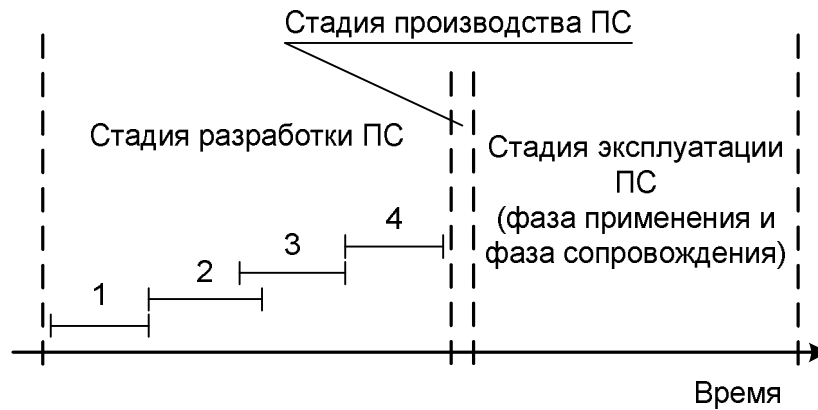 Стадия производства ПС
Стадия разработки ПС
Стадия эксплуатации
ПС
(фаза применения и
фаза сопровождения)
4
3
2
1
Время